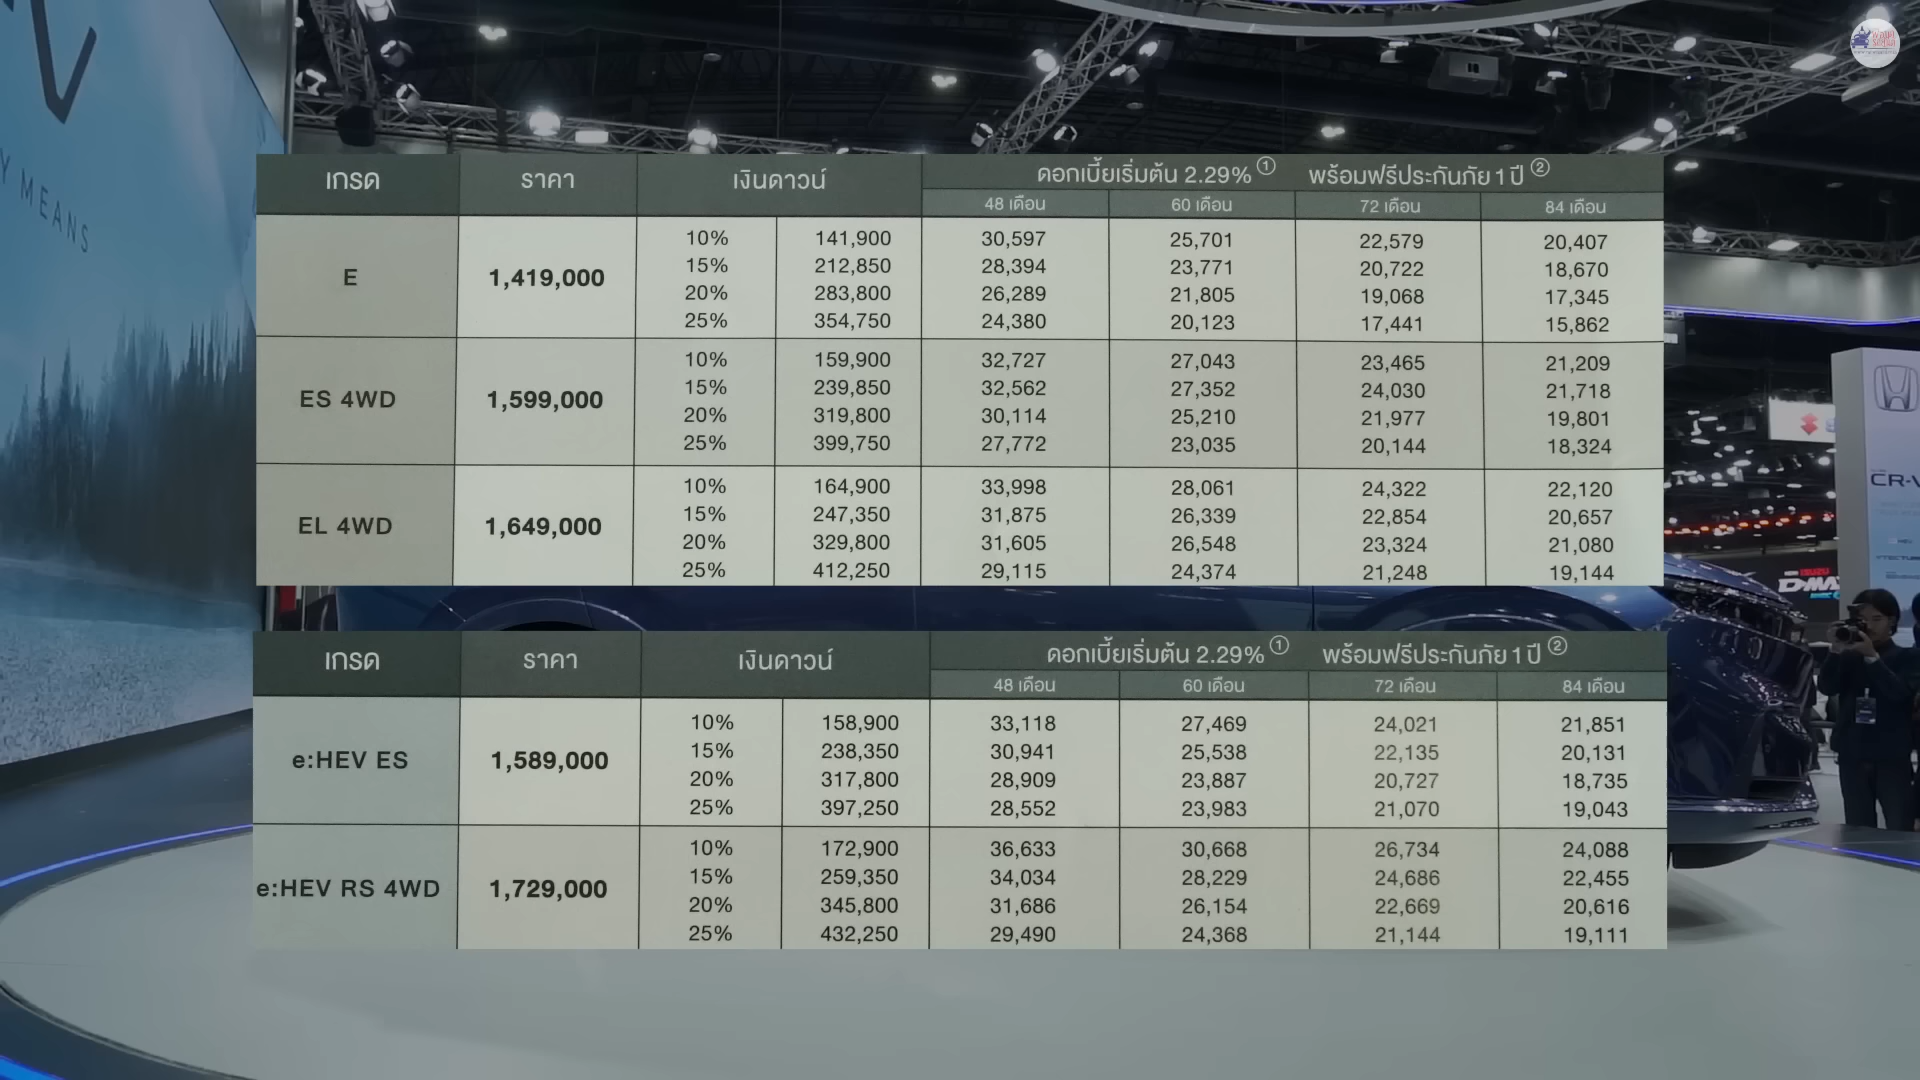 Y MEANS
เกรด ราคา เงินดาวน์ ดอกเบี้ยเริ่มต้น 2.29% ① พร้อมฟรีประกันภัย 1 ปี ②
48 เดือน 60 เดือน 72 เดือน 84 เดือน
E 1,419,000
10% 141,900 30,597 25,701 22,579 20,407
15% 212,850 28,394 23,771 20,722 18,670
20% 283,800 26,289 21,805 19,068 17,345
25% 354,750 24,380 20,123 17,441 15,862
ES 4WD 1,599,000
10% 159,900 32,727 27,043 23,465 21,209
15% 239,850 32,562 27,352 24,030 21,718
20% 319,800 30,114 25,210 21,977 19,801
25% 399,750 27,772 23,035 20,144 18,324
EL 4WD 1,649,000
10% 164,900 33,998 28,061 24,322 22,120
15% 247,350 31,875 26,339 22,854 20,657
20% 329,800 31,605 26,548 23,324 21,080
25% 412,250 29,115 24,374 21,248 19,144
เกรด ราคา เงินดาวน์ ดอกเบี้ยเริ่มต้น 2.29% ① พร้อมฟรีประกันภัย 1 ปี ②
48 เดือน 60 เดือน 72 เดือน 84 เดือน
e:HEV ES 1,589,000
10% 158,900 33,118 27,469 24,021 21,851
15% 238,350 30,941 25,538 22,135 20,131
20% 317,800 28,909 23,887 20,727 18,735
25% 397,250 28,552 23,983 21,070 19,043
e:HEV RS 4WD 1,729,000
10% 172,900 36,633 30,668 26,734 24,088
15% 259,350 34,034 28,229 24,686 22,455
20% 345,800 31,686 26,154 22,669 20,616
25% 432,250 29,490 24,368 21,144 19,111
CR-V
ISUZU
D-MA